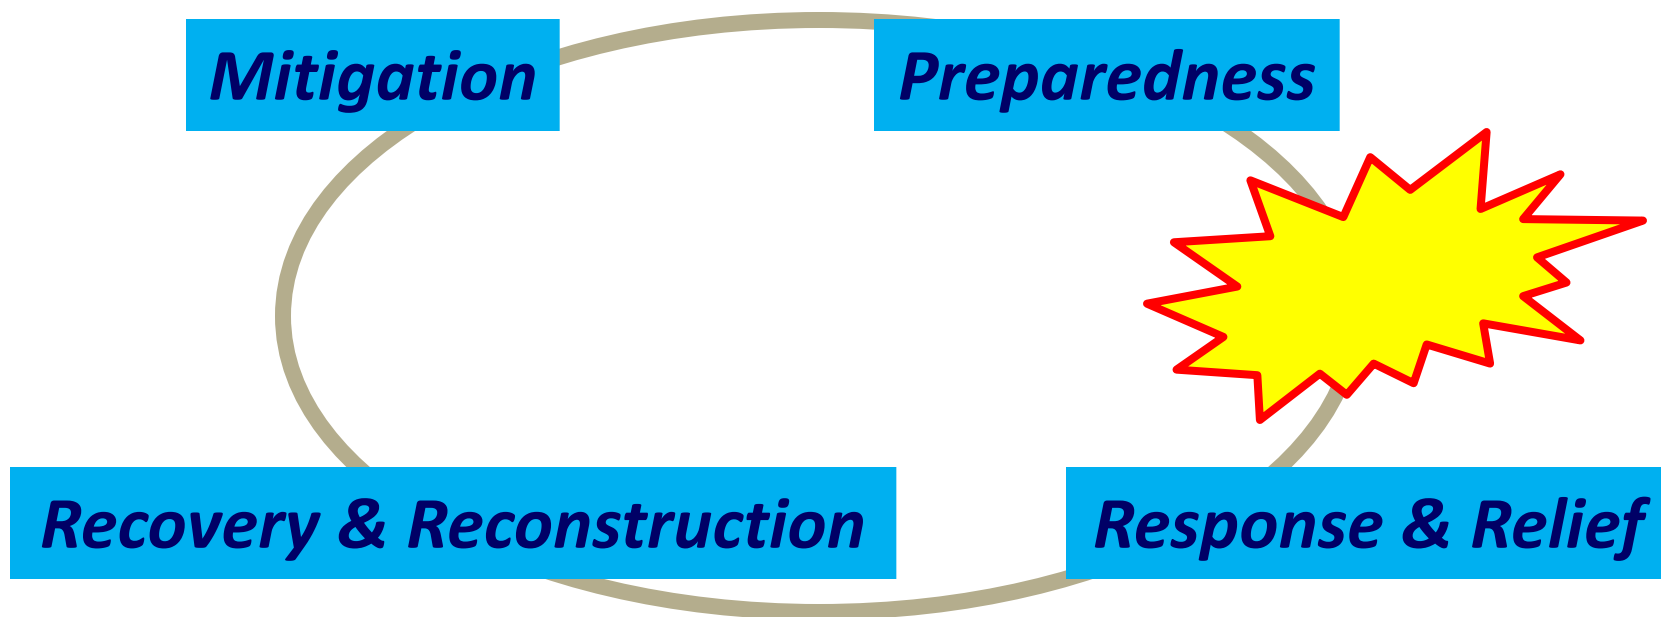 Mitigation
Preparedness
Recovery & Reconstruction
Response & Relief